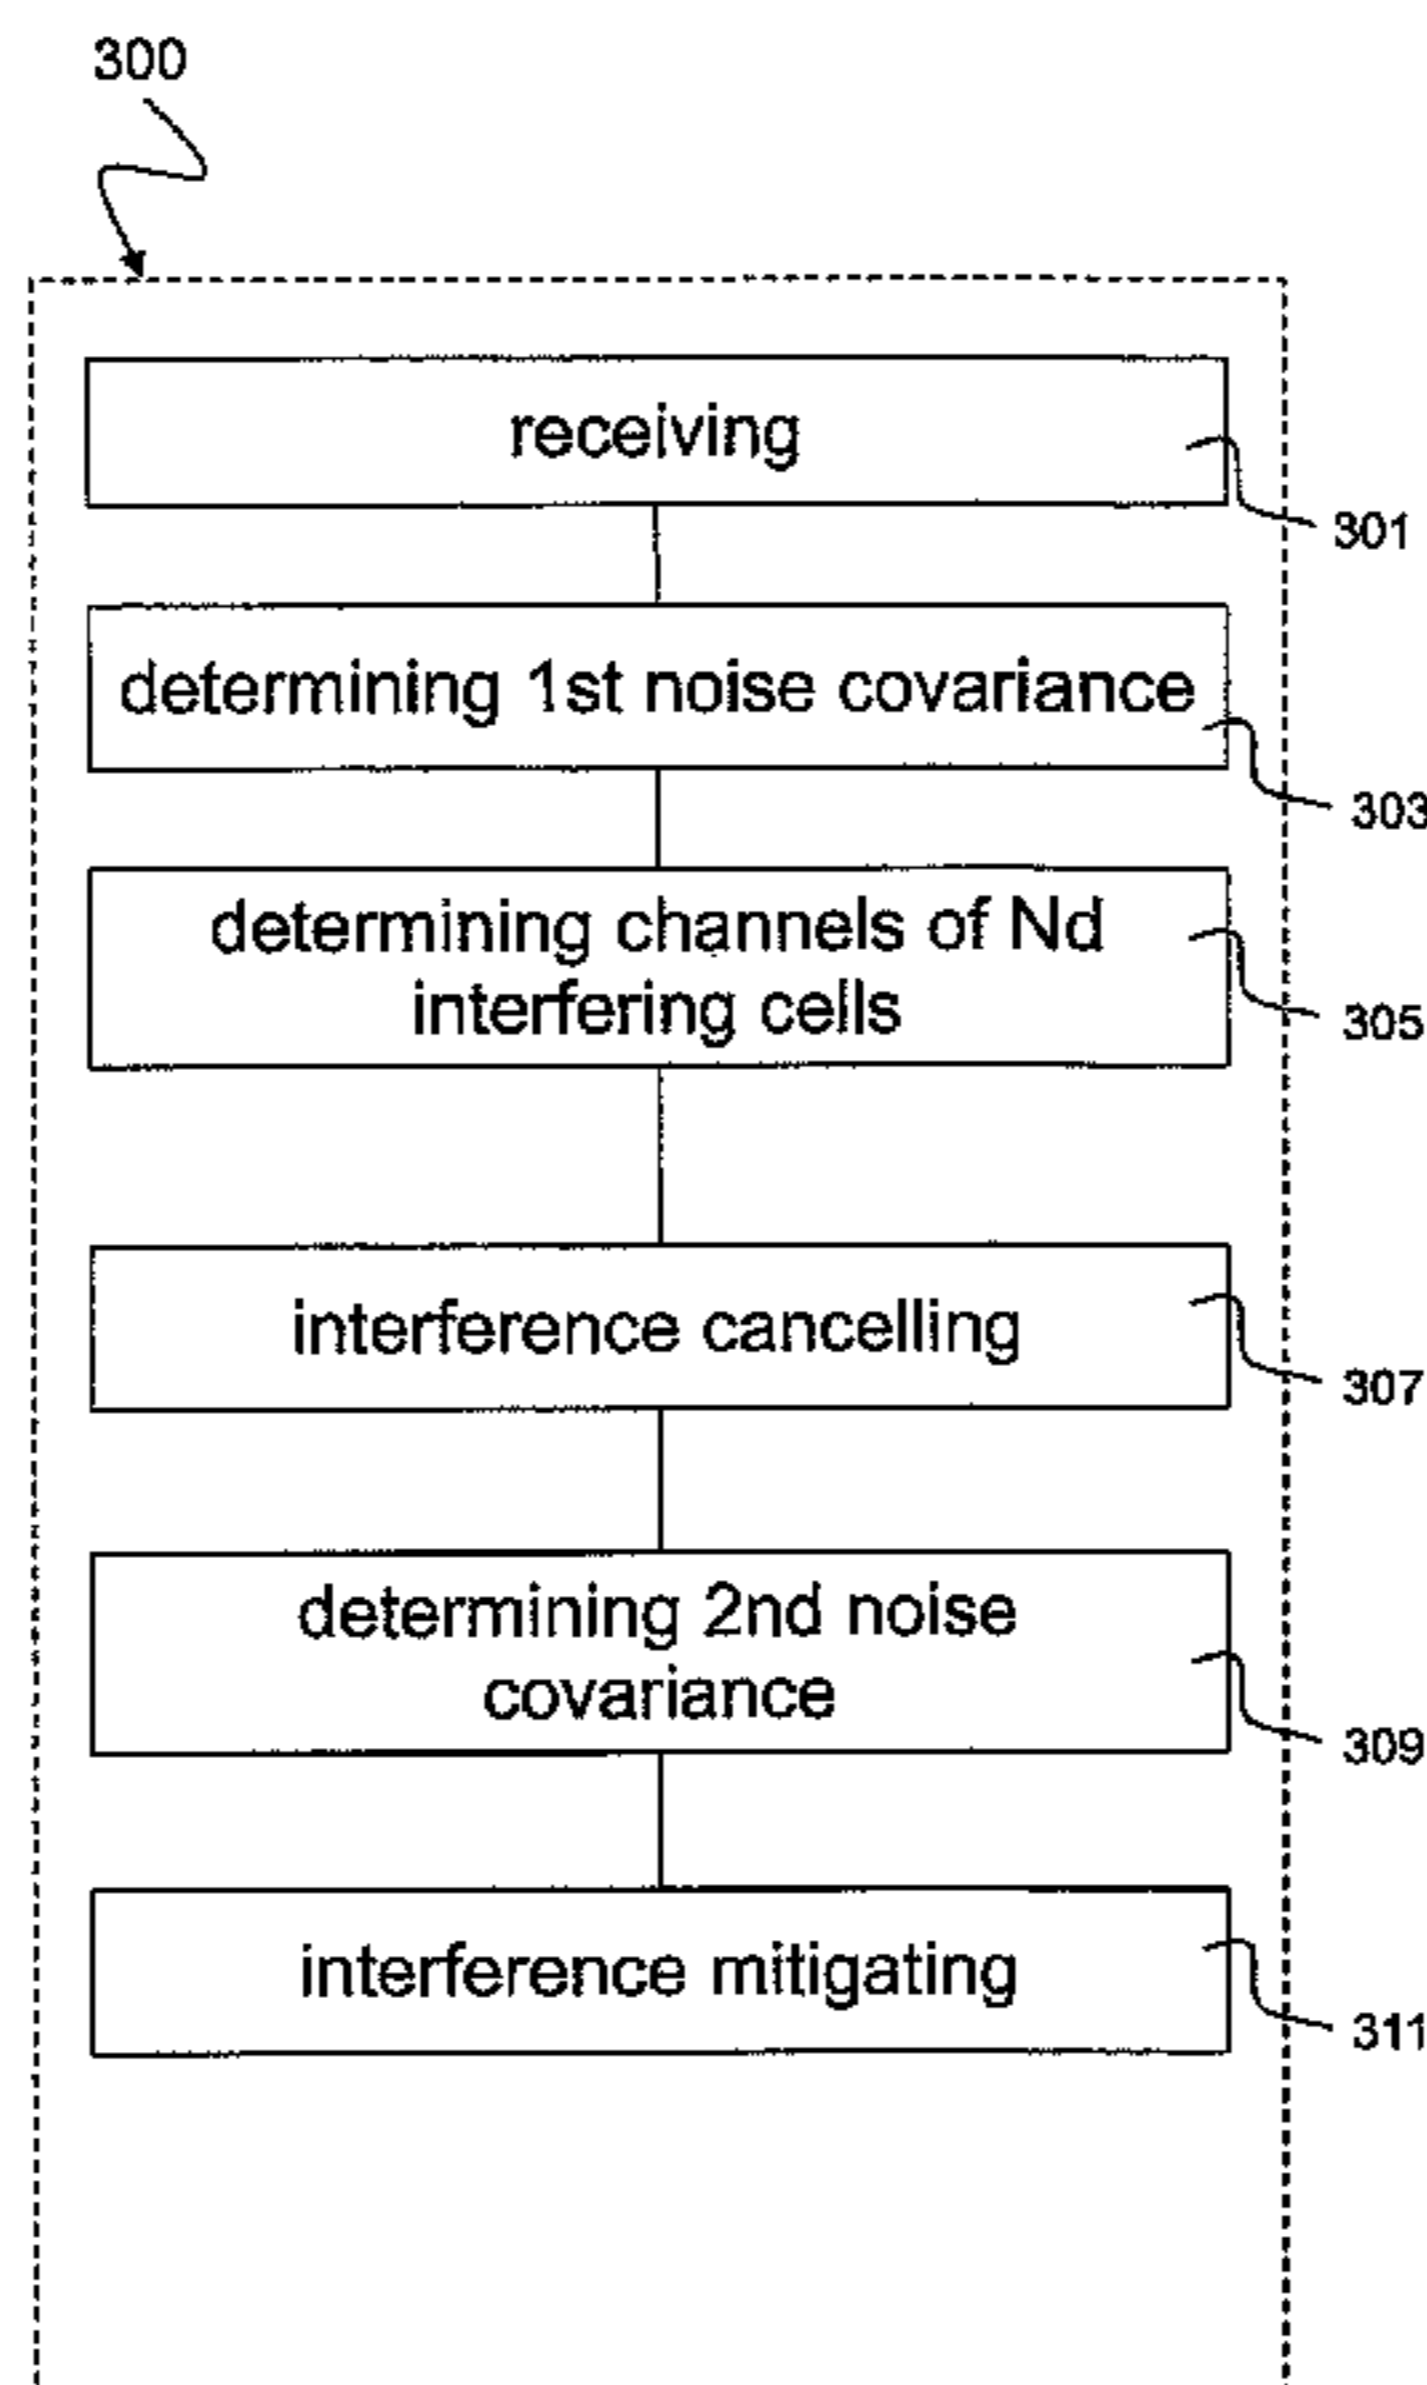 300
receiving
301
determining 1st noise covariance
303
determining channels of Nd
interfering cells
305
interference cancelling
307
determining 2nd noise
covariance
309
interference mitigating
311